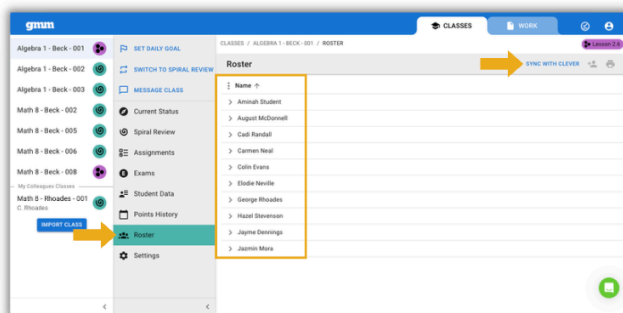 gmm
CLASSES
WORK
Algebra 1 - Beck - 001
Algebra 1 - Beck - 002
Algebra 1 - Beck - 003
Math 8 - Beck - 002
Math 8 - Beck - 005
Math 8 - Beck - 006
Math 8 - Beck - 008
My Colleagues Classes
Math 8 - Rhoades - 001
C. Rhoades
IMPORT CLASS
SET DAILY GOAL
SWITCH TO SPIRAL REVIEW
MESSAGE CLASS
Current Status
Spiral Review
Assignments
Exams
Student Data
Points History
Roster
Settings
CLASSES / ALGEBRA 1 - BECK - 001 / ROSTER
Lesson 2.6
Roster
SYNC WITH CLEVER
Name
Aminah Student
August McDonnell
Cadi Randall
Carmen Neal
Colin Evans
Elodie Neville
George Rhoades
Hazel Stevenson
Jayme Dennings
Jazmin Mora